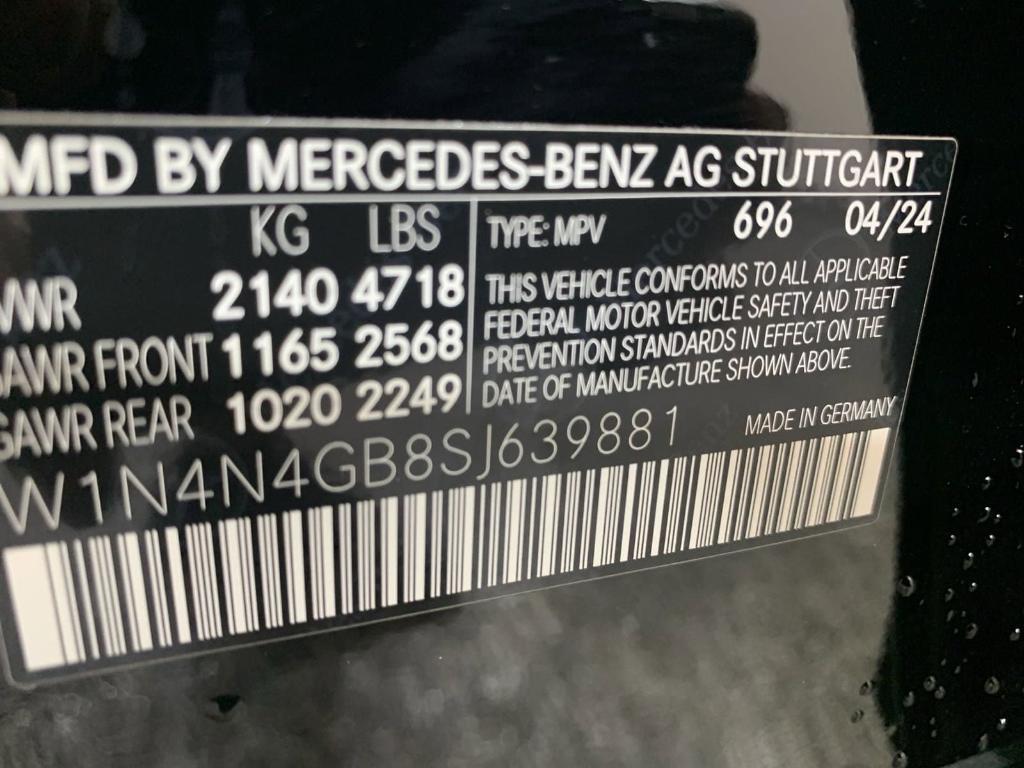 MFD BY MERCEDES-BENZ AG STUTTGART
KG LBS
VWR 2140 4718
AWR FRONT 1165 2568
GAWR REAR 1020 2249
TYPE: MPV 696 04/24
THIS VEHICLE CONFORMS TO ALL APPLICABLE
FEDERAL MOTOR VEHICLE SAFETY AND THEFT
PREVENTION STANDARDS IN EFFECT ON THE
DATE OF MANUFACTURE SHOWN ABOVE.
W1N4N4GB8SJ639881
MADE IN GERMANY